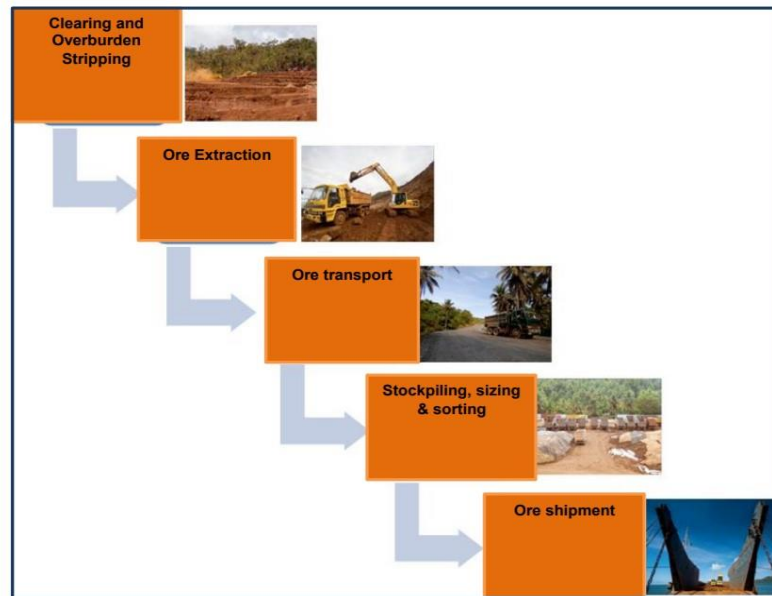 Clearing and
Overburden
Stripping
Ore Extraction
Ore transport
Stockpiling, sizing
& sorting
Ore shipment